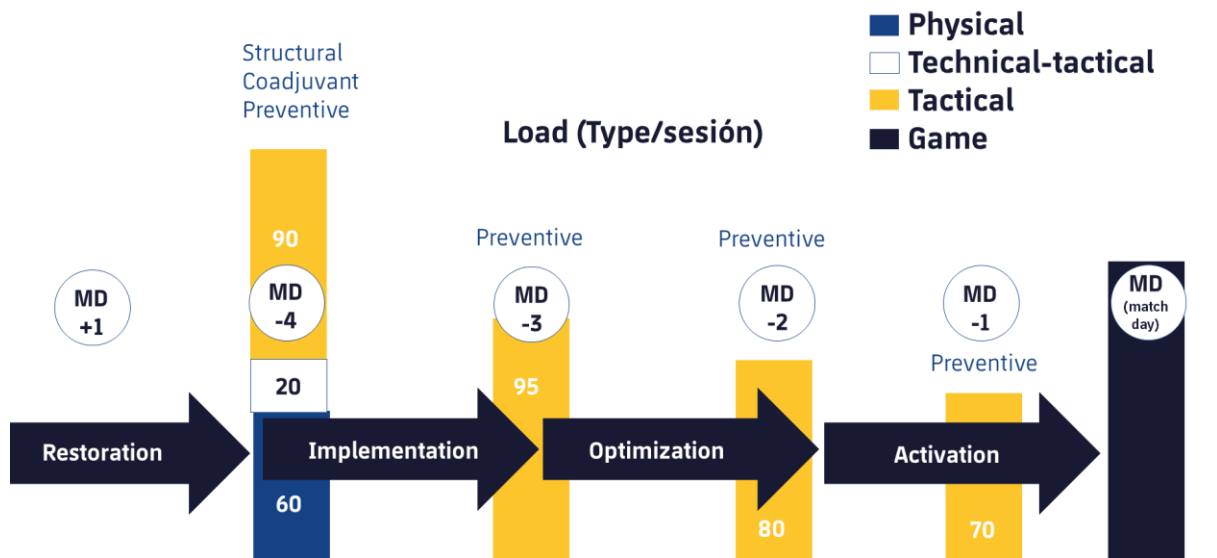 Physical
Technical-tactical
Tactical
Game
Structural
Coadjuvant
Preventive
Load (Type/sesión)
90
Preventive
Preventive
MD
+1
MD
-4
MD
-3
MD
-2
MD
-1
MD
(match
day)
Preventive
20
95
Restoration
Implementation
Optimization
Activation
60
80
70